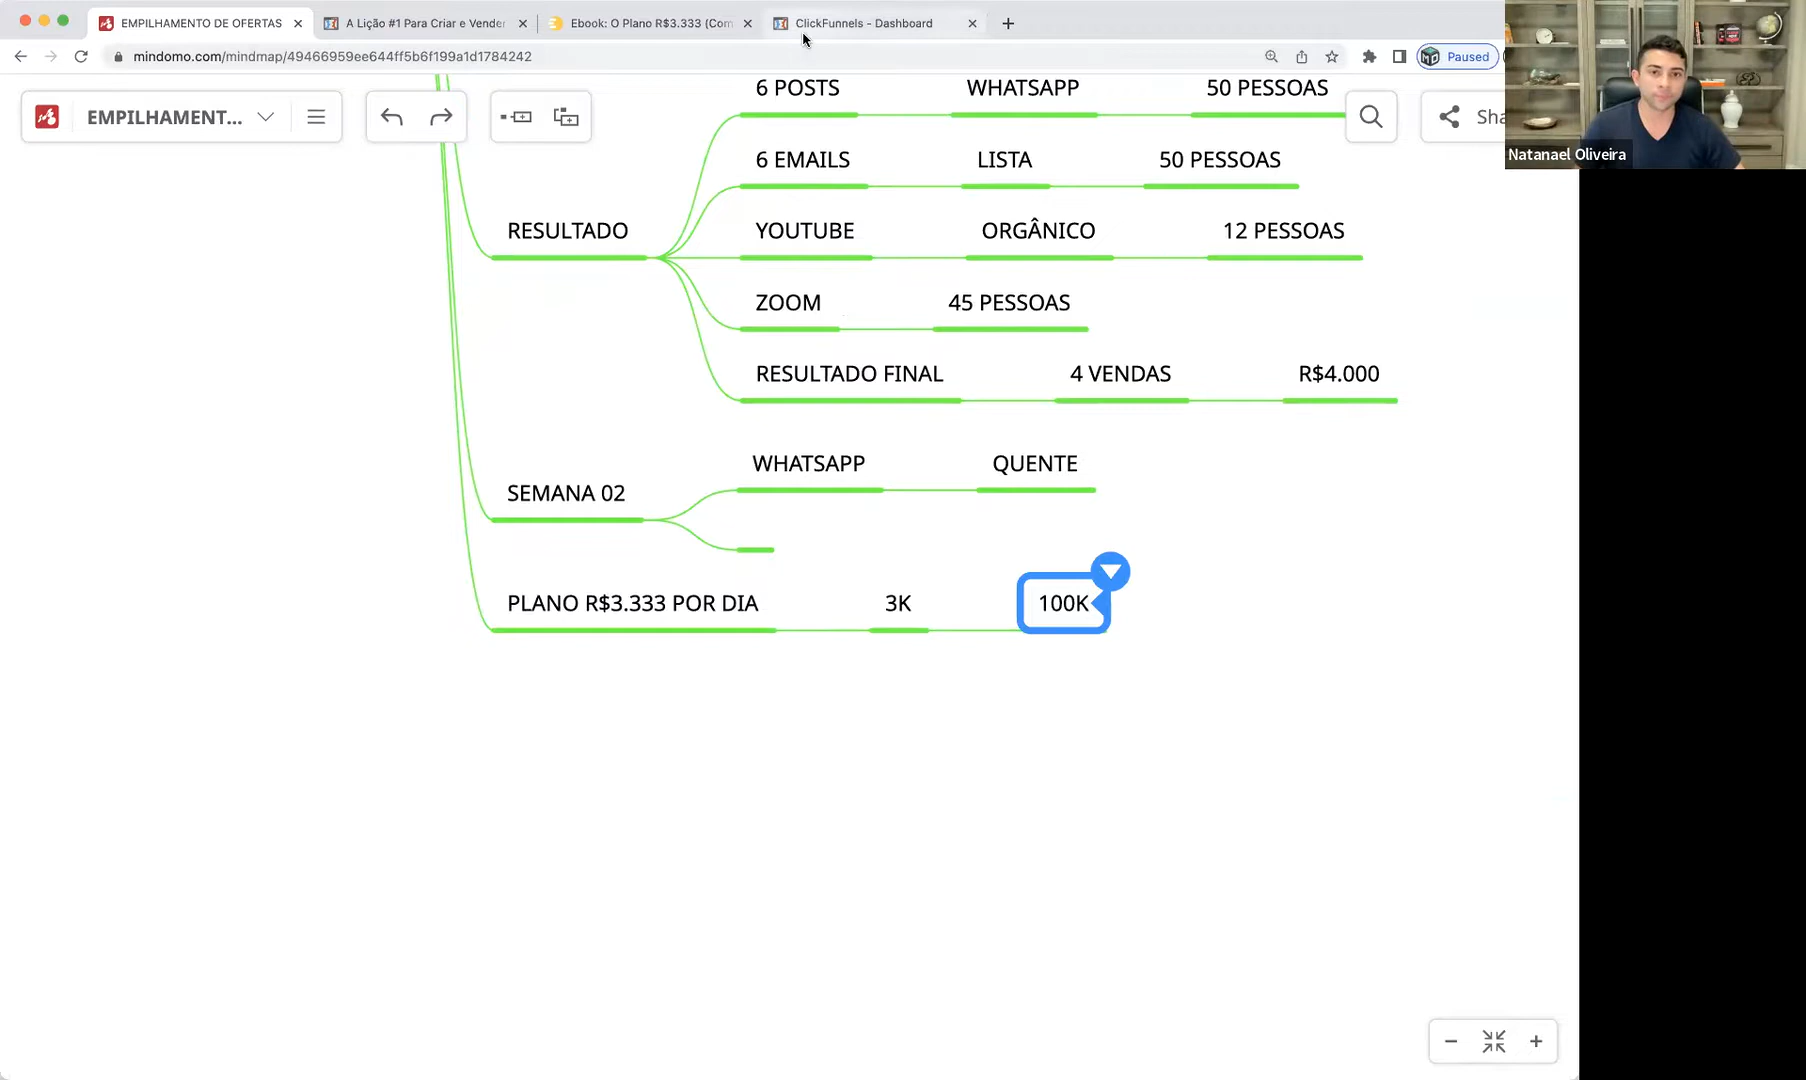 EMPILHAMENTO DE OFERTAS
A Lição #1 Para Criar e Vender
Ebook: O Plano R$3.333 (Com
ClickFunnels - Dashboard
mindomo.com/mindmap/49466959ee644ff5b6f199a1d1784242
Paused
EMPILHAMENT...
Sha
Natanael Oliveira
6 POSTS WHATSAPP 50 PESSOAS
6 EMAILS LISTA 50 PESSOAS
RESULTADO YOUTUBE ORGÂNICO 12 PESSOAS
ZOOM 45 PESSOAS
RESULTADO FINAL 4 VENDAS R$4.000
WHATSAPP QUENTE
SEMANA 02
PLANO R$3.333 POR DIA 3K 100K